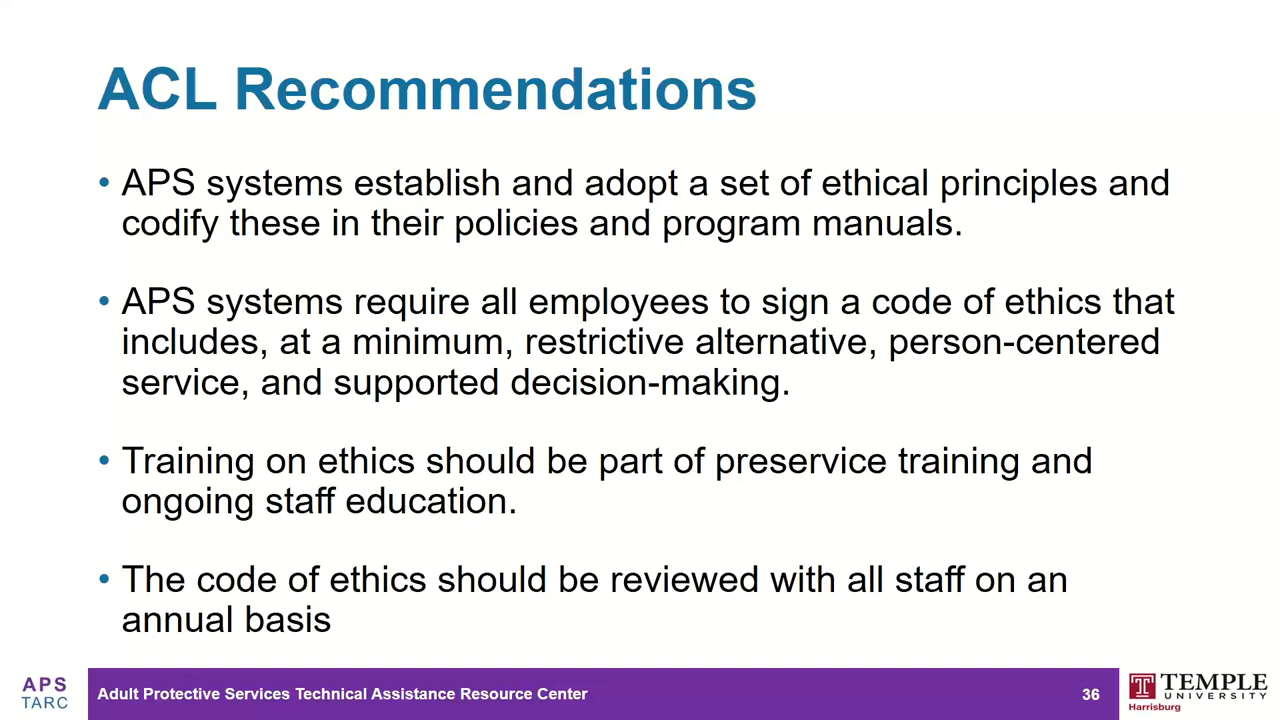 ACL Recommendations
• APS systems establish and adopt a set of ethical principles and
codify these in their policies and program manuals.
• APS systems require all employees to sign a code of ethics that
includes, at a minimum, restrictive alternative, person-centered
service, and supported decision-making.
• Training on ethics should be part of preservice training and
ongoing staff education.
• The code of ethics should be reviewed with all staff on an
annual basis
APS
TARC
Adult Protective Services Technical Assistance Resource Center
36
TEMPLE
UNIVERSITY
Harrisburg